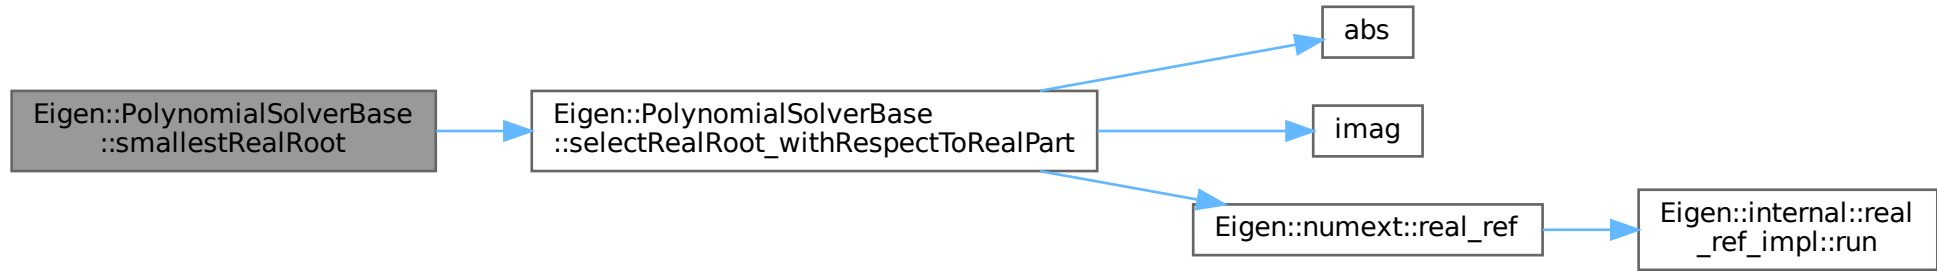 Eigen::PolynomialSolverBase
::smallestRealRoot
Eigen::PolynomialSolverBase
::selectRealRoot_withRespectToRealPart
abs
imag
Eigen::numext::real_ref
Eigen::internal::real
_ref_impl::run